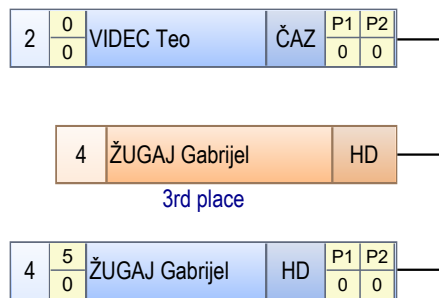 2 0 VIDEC Teo ČAZ P1 P2
0 0 0
4 ŽUGAJ Gabrijel HD
3rd place
4 5 ŽUGAJ Gabrijel HD P1 P2
0 0 0